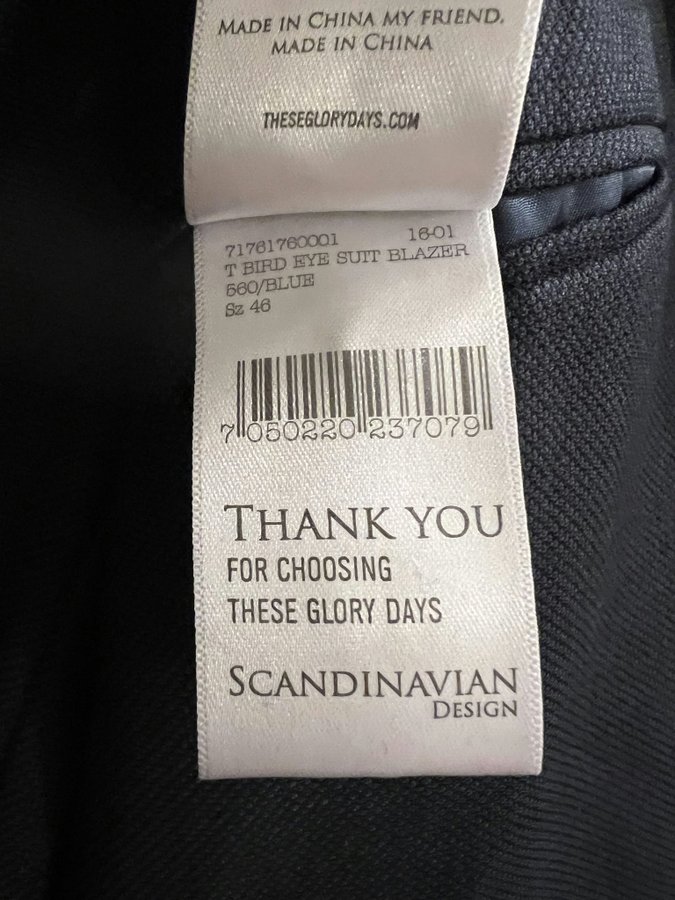 MADE IN CHINA MY FRIEND.
MADE IN CHINA
THESEGLORYDAYS.COM
71761760001 16-01
T BIRD EYE SUIT BLAZER
560/BLUE
Sz 46
7 050220 237079
THANK YOU
FOR CHOOSING
THESE GLORY DAYS
SCANDINAVIAN
DESIGN